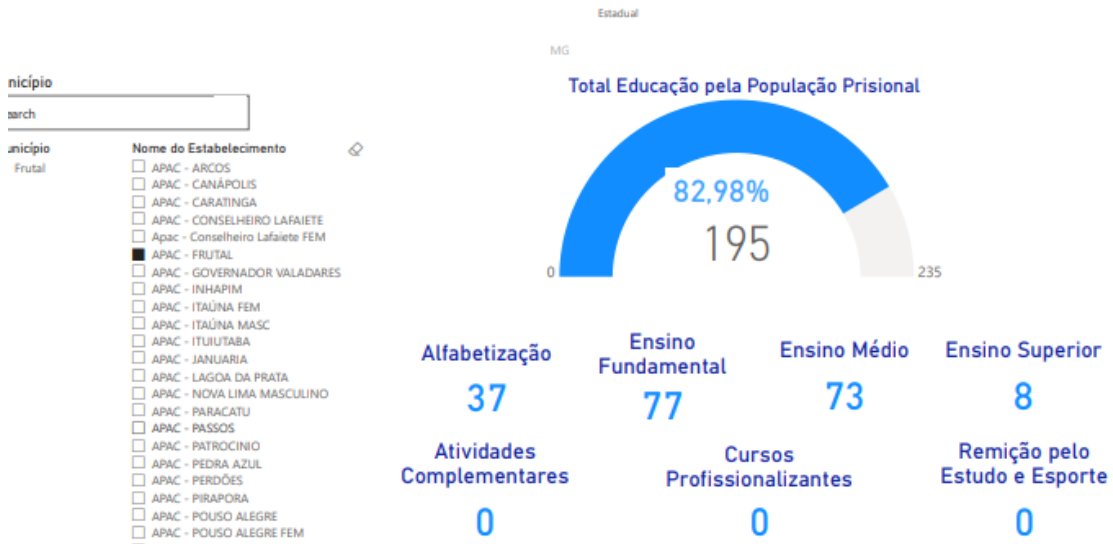 Estadual
MG
nicípio
earch
unicípio
Frutal
Nome do Estabelecimento
APAC - ARCOS
APAC - CANÁPOLIS
APAC - CARATINGA
APAC - CONSELHEIRO LAFAIETE
Apac - Conselheiro Lafaiete FEM
APAC - FRUTAL
APAC - GOVERNADOR VALADARES
APAC - INHAPIM
APAC - ITAÚNA FEM
APAC - ITAÚNA MASC
APAC - ITUIUTABA
APAC - JANUARIA
APAC - LAGOA DA PRATA
APAC - NOVA LIMA MASCULINO
APAC - PARACATU
APAC - PASSOS
APAC - PATROCINIO
APAC - PEDRA AZUL
APAC - PERDÕES
APAC - PIRAPORA
APAC - POUSO ALEGRE
APAC - POUSO ALEGRE FEM
Total Educação pela População Prisional
82,98%
195
0
235
Alfabetização
37
Ensino
Fundamental
77
Ensino Médio
73
Ensino Superior
8
Atividades
Complementares
0
Cursos
Profissionalizantes
0
Remição pelo
Estudo e Esporte
0